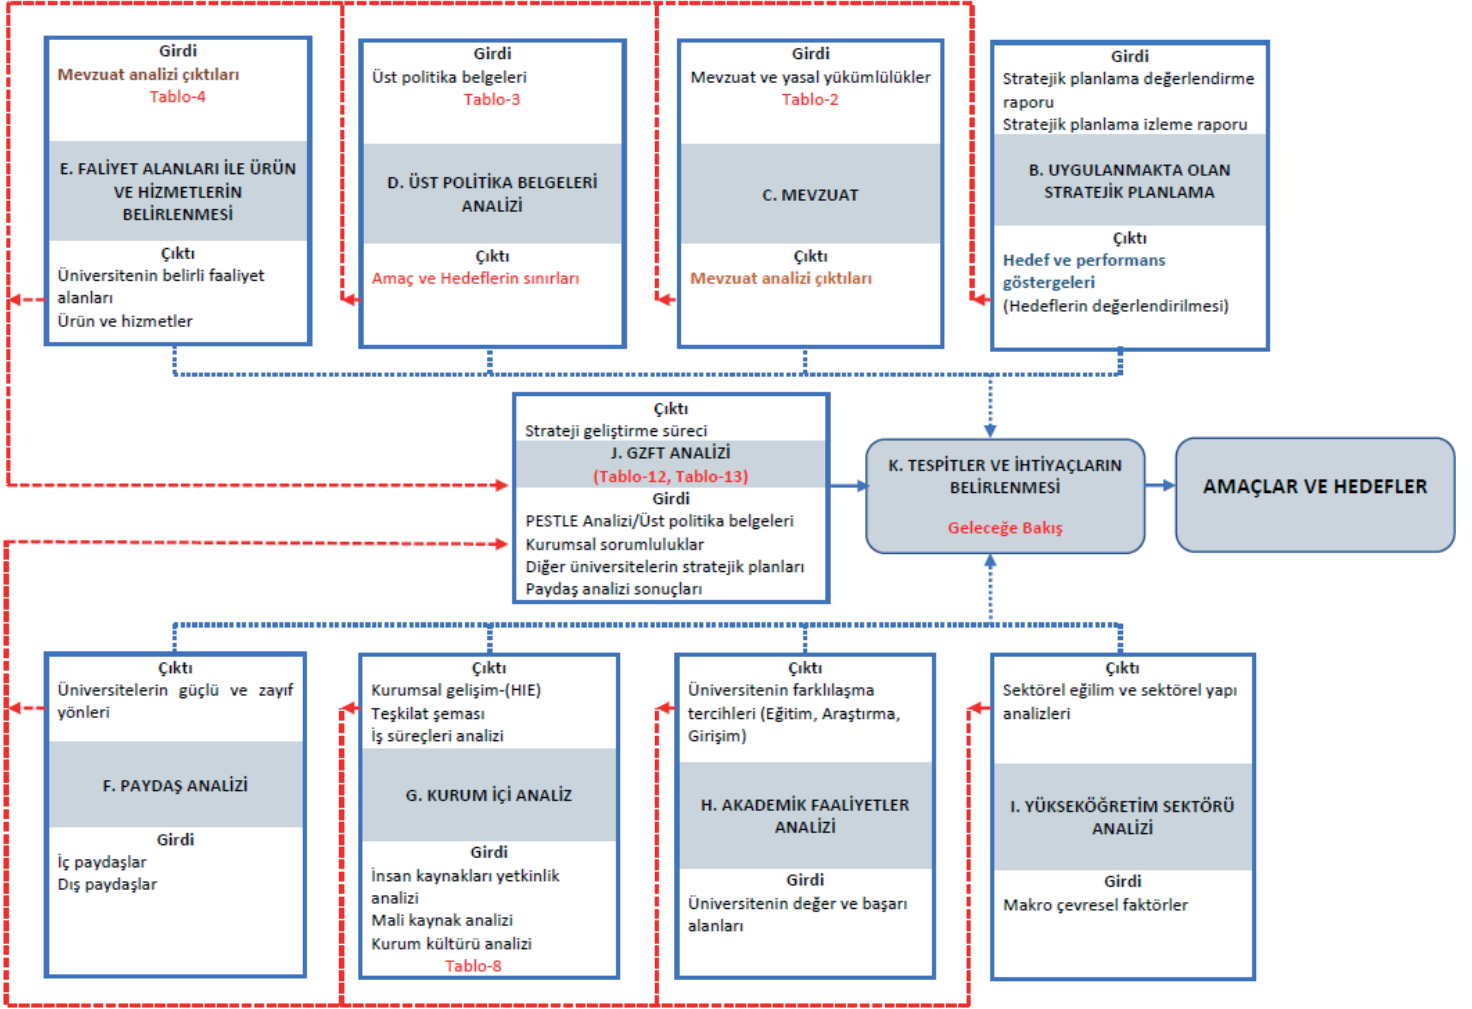 Girdi
Mevzuat analizi çıktıları
Tablo-4
E. FALİYET ALANLARI İLE ÜRÜN
VE HİZMETLERİN
BELİRLENMESİ
Çıktı
Üniversitenin belirli faaliyet
alanları
Ürün ve hizmetler
Girdi
Üst politika belgeleri
Tablo-3
D. ÜST POLİTİKA BELGELERİ
ANALİZİ
Çıktı
Amaç ve Hedeflerin sınırları
Girdi
Mevzuat ve yasal yükümlülükler
Tablo-2
C. MEVZUAT
Çıktı
Mevzuat analizi çıktıları
Girdi
Stratejik planlama değerlendirme
raporu
Stratejik planlama izleme raporu
B. UYGULANMAKTA OLAN
STRATEJİK PLANLAMA
Çıktı
Hedef ve performans
göstergeleri
(Hedeflerin değerlendirilmesi)
Çıktı
Strateji geliştirme süreci
J. GZFT ANALİZİ
(Tablo-12, Tablo-13)
Girdi
PESTLE Analizi/Üst politika belgeleri
Kurumsal sorumluluklar
Diğer üniversitelerin stratejik planları
Paydaş analizi sonuçları
K. TESPİTLER VE İHTİYAÇLARIN
BELİRLENMESİ
Geleceğe Bakış
AMAÇLAR VE HEDEFLER
Çıktı
Üniversitelerin güçlü ve zayıf
yönleri
F. PAYDAŞ ANALİZİ
Girdi
İç paydaşlar
Dış paydaşlar
Çıktı
Kurumsal gelişim-(HIE)
Teşkilat şeması
İş süreçleri analizi
G. KURUM İÇİ ANALİZ
Girdi
İnsan kaynakları yetkinlik
analizi
Mali kaynak analizi
Kurum kültürü analizi
Tablo-8
Çıktı
Üniversitenin farklılaşma
tercihleri (Eğitim, Araştırma,
Girişim)
H. AKADEMİK FAALİYETLER
ANALİZİ
Girdi
Üniversitenin değer ve başarı
alanları
Çıktı
Sektörel eğilim ve sektörel yapı
analizleri
I. YÜKSEKÖĞRETİM SEKTÖRÜ
ANALİZİ
Girdi
Makro çevresel faktörler